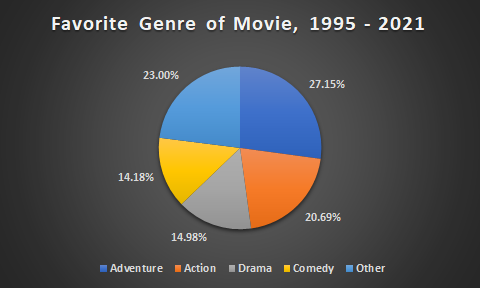 Favorite Genre of Movie, 1995 - 2021
23.00%
27.15%
14.18%
20.69%
14.98%
Adventure Action Drama Comedy Other